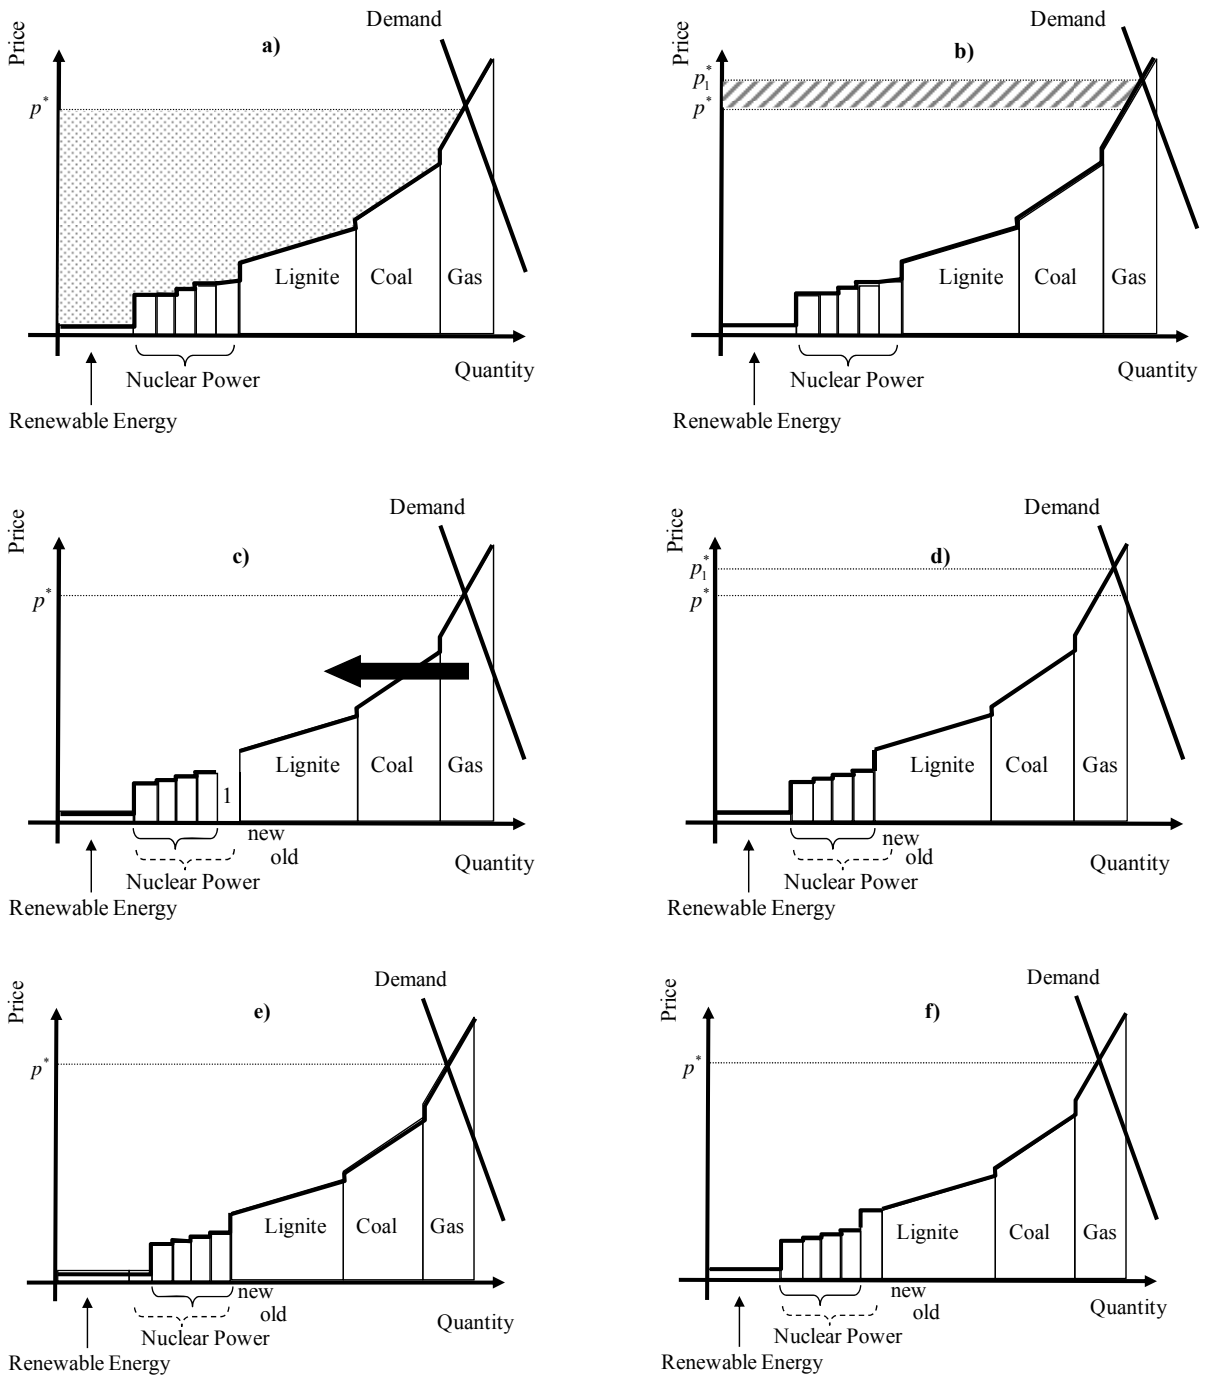 Demand
Price
a)
p*
Lignite
Coal
Gas
Quantity
Nuclear Power
Renewable Energy
Demand
Price
b)
p₁*
p*
Lignite
Coal
Gas
Quantity
Nuclear Power
Renewable Energy
Demand
Price
c)
p*
Lignite
Coal
Gas
1
new
old
Quantity
Nuclear Power
Renewable Energy
Demand
Price
d)
p₁*
p*
Lignite
Coal
Gas
new
old
Quantity
Nuclear Power
Renewable Energy
Demand
Price
e)
p*
Lignite
Coal
Gas
new
old
Quantity
Nuclear Power
Renewable Energy
Demand
Price
f)
p*
Lignite
Coal
Gas
new
old
Quantity
Nuclear Power
Renewable Energy